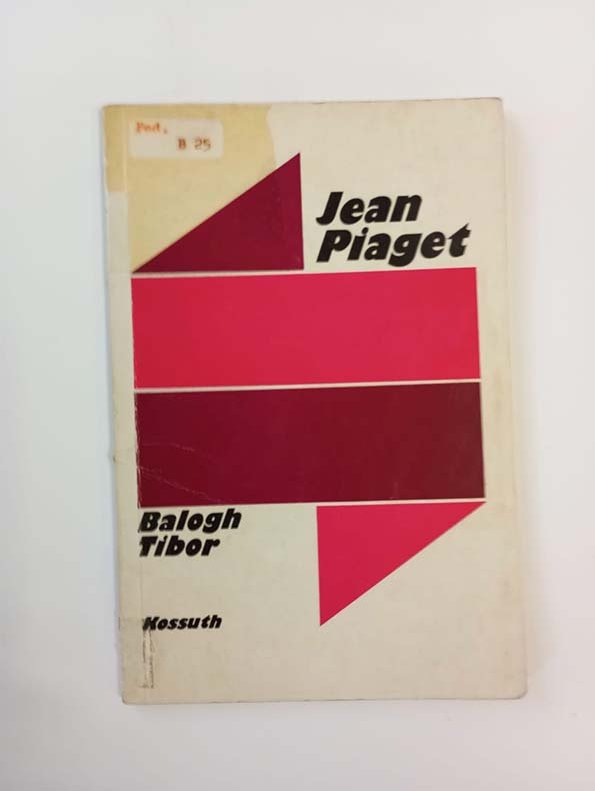 Ped.
B 25
Jean
Piaget
Balogh
Tibor
Kossuth